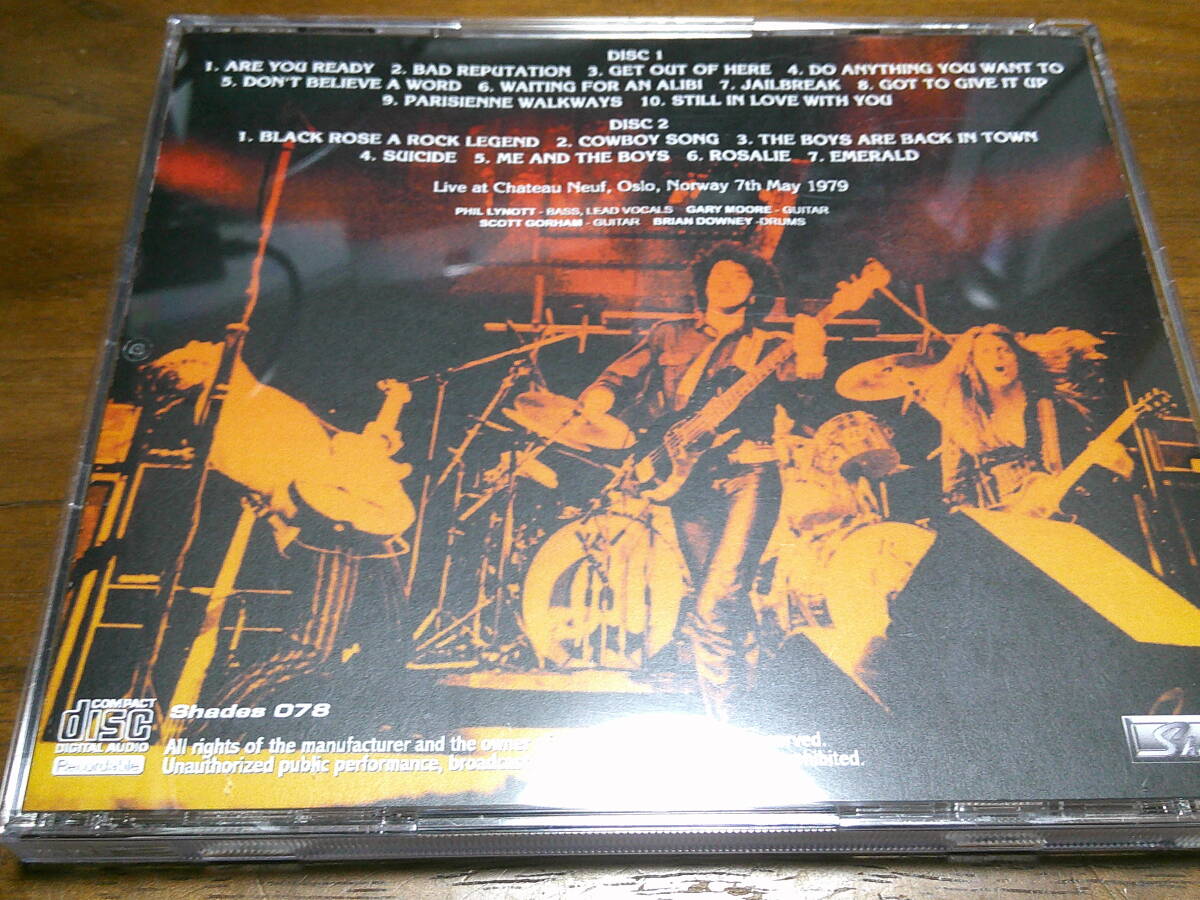 DISC 1
1. ARE YOU READY 2. BAD REPUTATION 3. GET OUT OF HERE 4. DO ANYTHING YOU WANT TO
5. DON'T BELIEVE A WORD 6. WAITING FOR AN ALIBI 7. JAILBREAK 8. GOT TO GIVE IT UP
9. PARISIENNE WALKWAYS 10. STILL IN LOVE WITH YOU
DISC 2
1. BLACK ROSE A ROCK LEGEND 2. COWBOY SONG 3. THE BOYS ARE BACK IN TOWN
4. SUICIDE 5. ME AND THE BOYS 6. ROSALIE 7. EMERALD
Live at Chateau Neuf, Oslo, Norway 7th May 1979
PHIL LYNOTT - BASS, LEAD VOCALS GARY MOORE - GUITAR
SCOTT GORHAM - GUITAR BRIAN DOWNEY -DRUMS
COMPACT
disc
DIGITAL AUDIO
Recordable
Shades 078
All rights of the manufacturer and the owner
Unauthorized public performance,